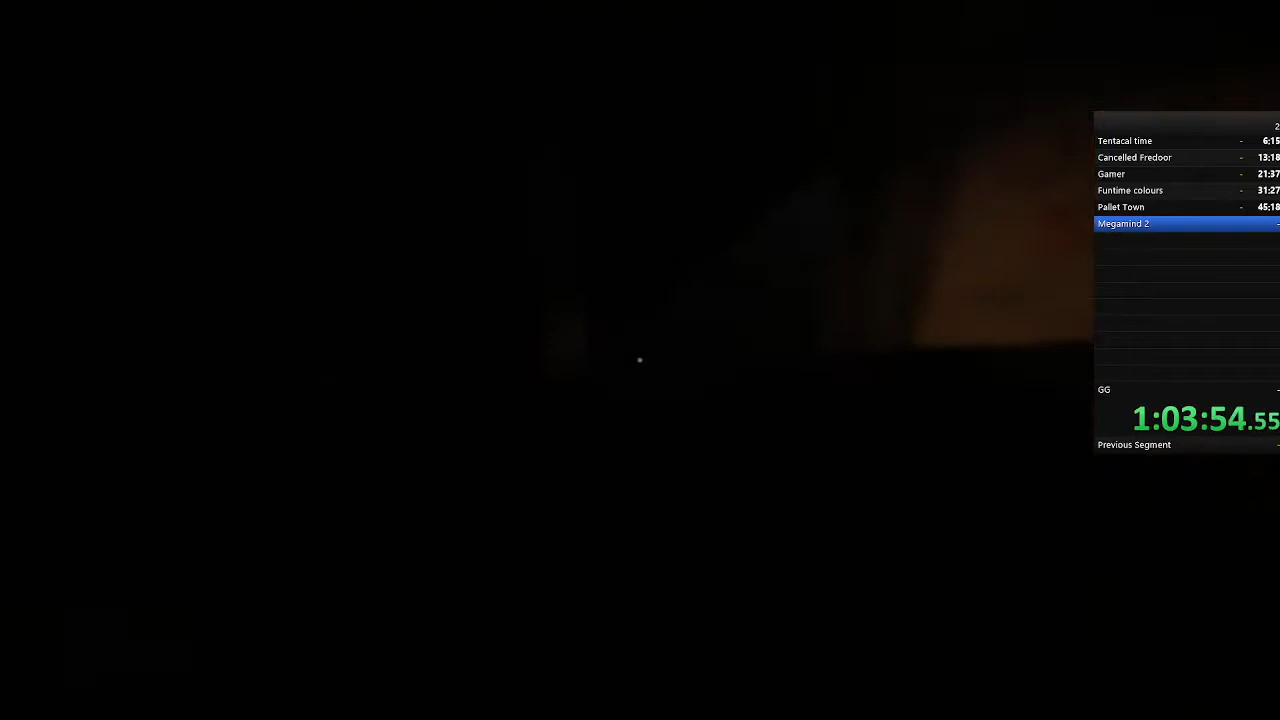 2
Tentacal time - 6:15
Cancelled Fredoor - 13:18
Gamer - 21:37
Funtime colours - 31:27
Pallet Town - 45:18
Megamind 2 -
GG -
1:03:54.55
Previous Segment -